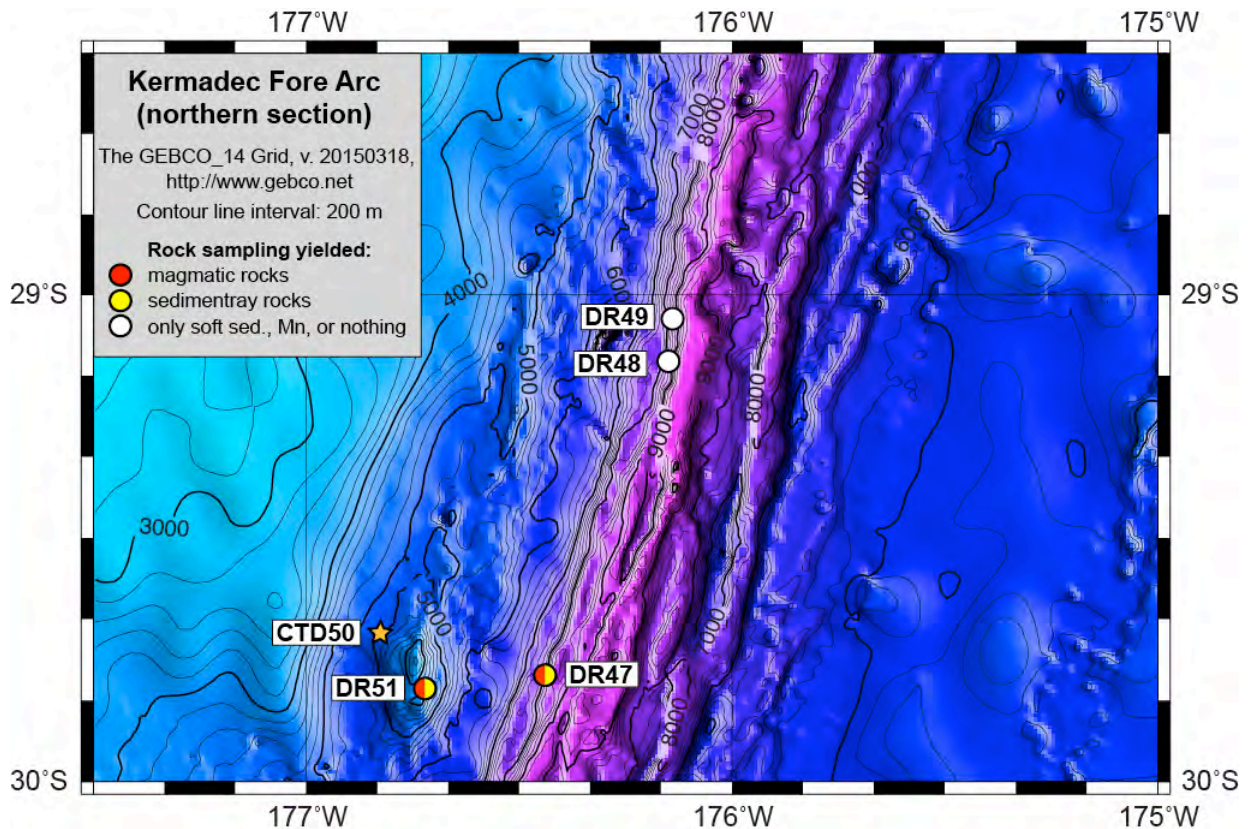 177˚W 176˚W 175˚W
Kermadec Fore Arc
(northern section)
The GEBCO_14 Grid, v. 20150318,
http://www.gebco.net
Contour line interval: 200 m
Rock sampling yielded:
magmatic rocks
sedimentray rocks
only soft sed., Mn, or nothing
7000
8000
6000
4000
29°S 29°S
DR49
DR48
5000
9000
8000
9000
3000
5000
CTD50
DR51
DR47
8000
30°S 30°S
177˚W 176˚W 175˚W